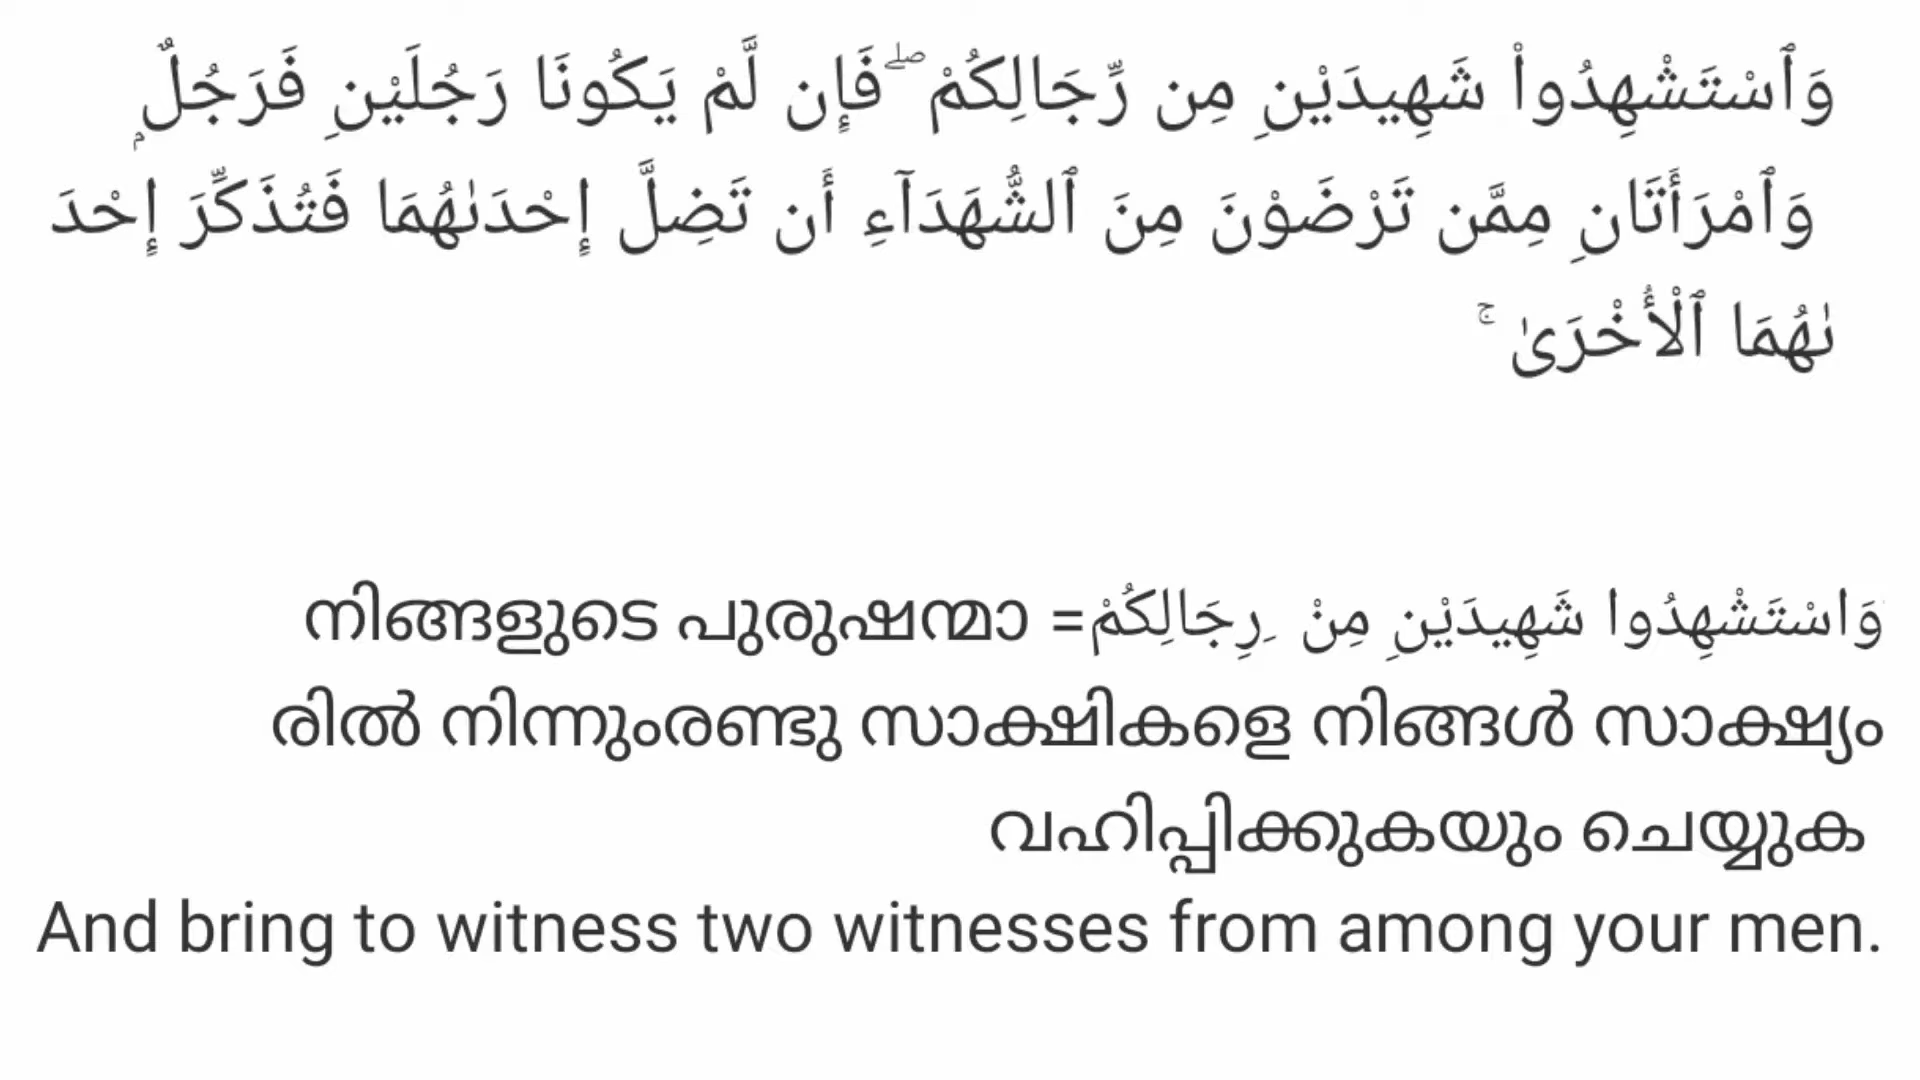 وَٱسْتَشْهِدُوا۟ شَهِيدَيْنِ مِن رِّجَالِكُمْ ۖ فَإِن لَّمْ يَكُونَا رَجُلَيْنِ فَرَجُلٌۭ
وَٱمْرَأَتَانِ مِمَّن تَرْضَوْنَ مِنَ ٱلشُّهَدَآءِ أَن تَضِلَّ إِحْدَىٰهُمَا فَتُذَكِّرَ إِحْدَ
ىٰهُمَا ٱلْأُخْرَىٰ ۚ
وَاسْتَشْهِدُوا شَهِيدَيْنِ مِنْ ِرِجَالِكُمْ= നിങ്ങളുടെ പുരുഷന്മാ
രിൽ നിന്നുംരണ്ടു സാക്ഷികളെ നിങ്ങൾ സാക്ഷ്യം
വഹിപ്പിക്കുകയും ചെയ്യുക
And bring to witness two witnesses from among your men.